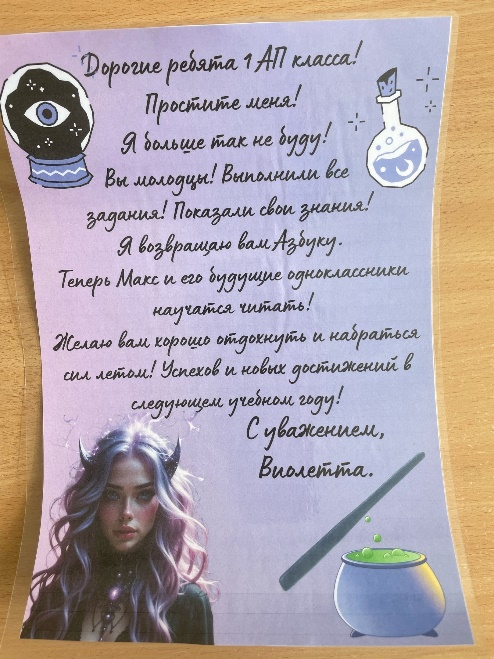 Дорогие ребята 1 АП класса!
Простите меня!
Я больше так не буду!
Вы молодцы! Выполнили все
задания! Показали свои знания!
Я возвращаю вам Азбуку.
Теперь Макс и его будущие одноклассники
научатся читать!
Желаю вам хорошо отдохнуть и набраться
сил летом! Успехов и новых достижений в
следующем учебном году!
С уважением,
Виолетта.